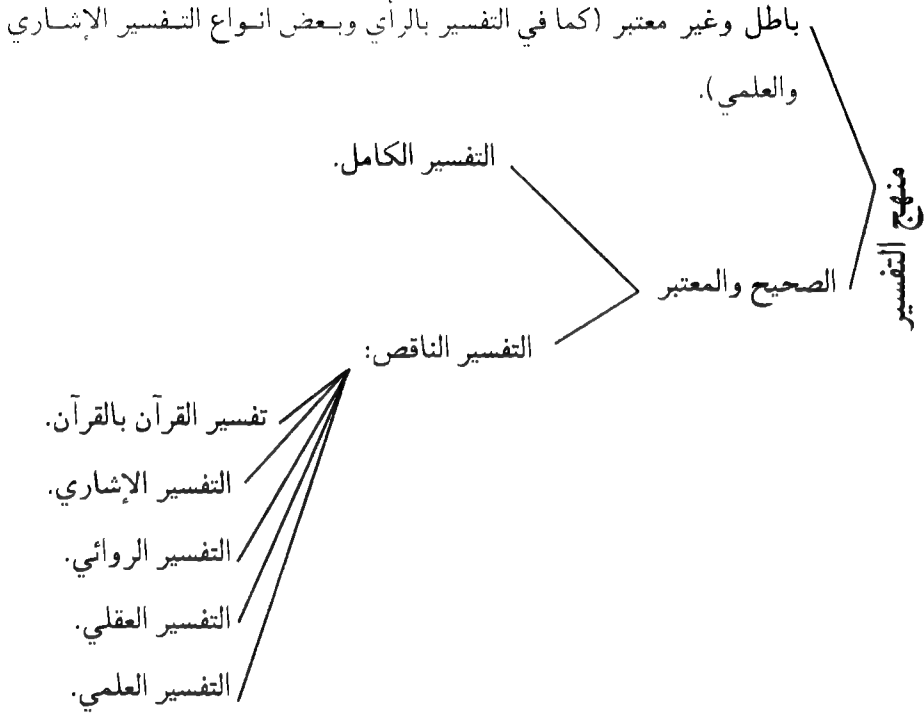 منهج التفسير
باطل وغير معتبر (كما في التفسير بالرأي وبعض انواع التفسير الإشاري
والعلمي).
الصحيح والمعتبر
التفسير الكامل.
التفسير الناقص:
تفسير القرآن بالقرآن.
التفسير الإشاري.
التفسير الروائي.
التفسير العقلي.
التفسير العلمي.